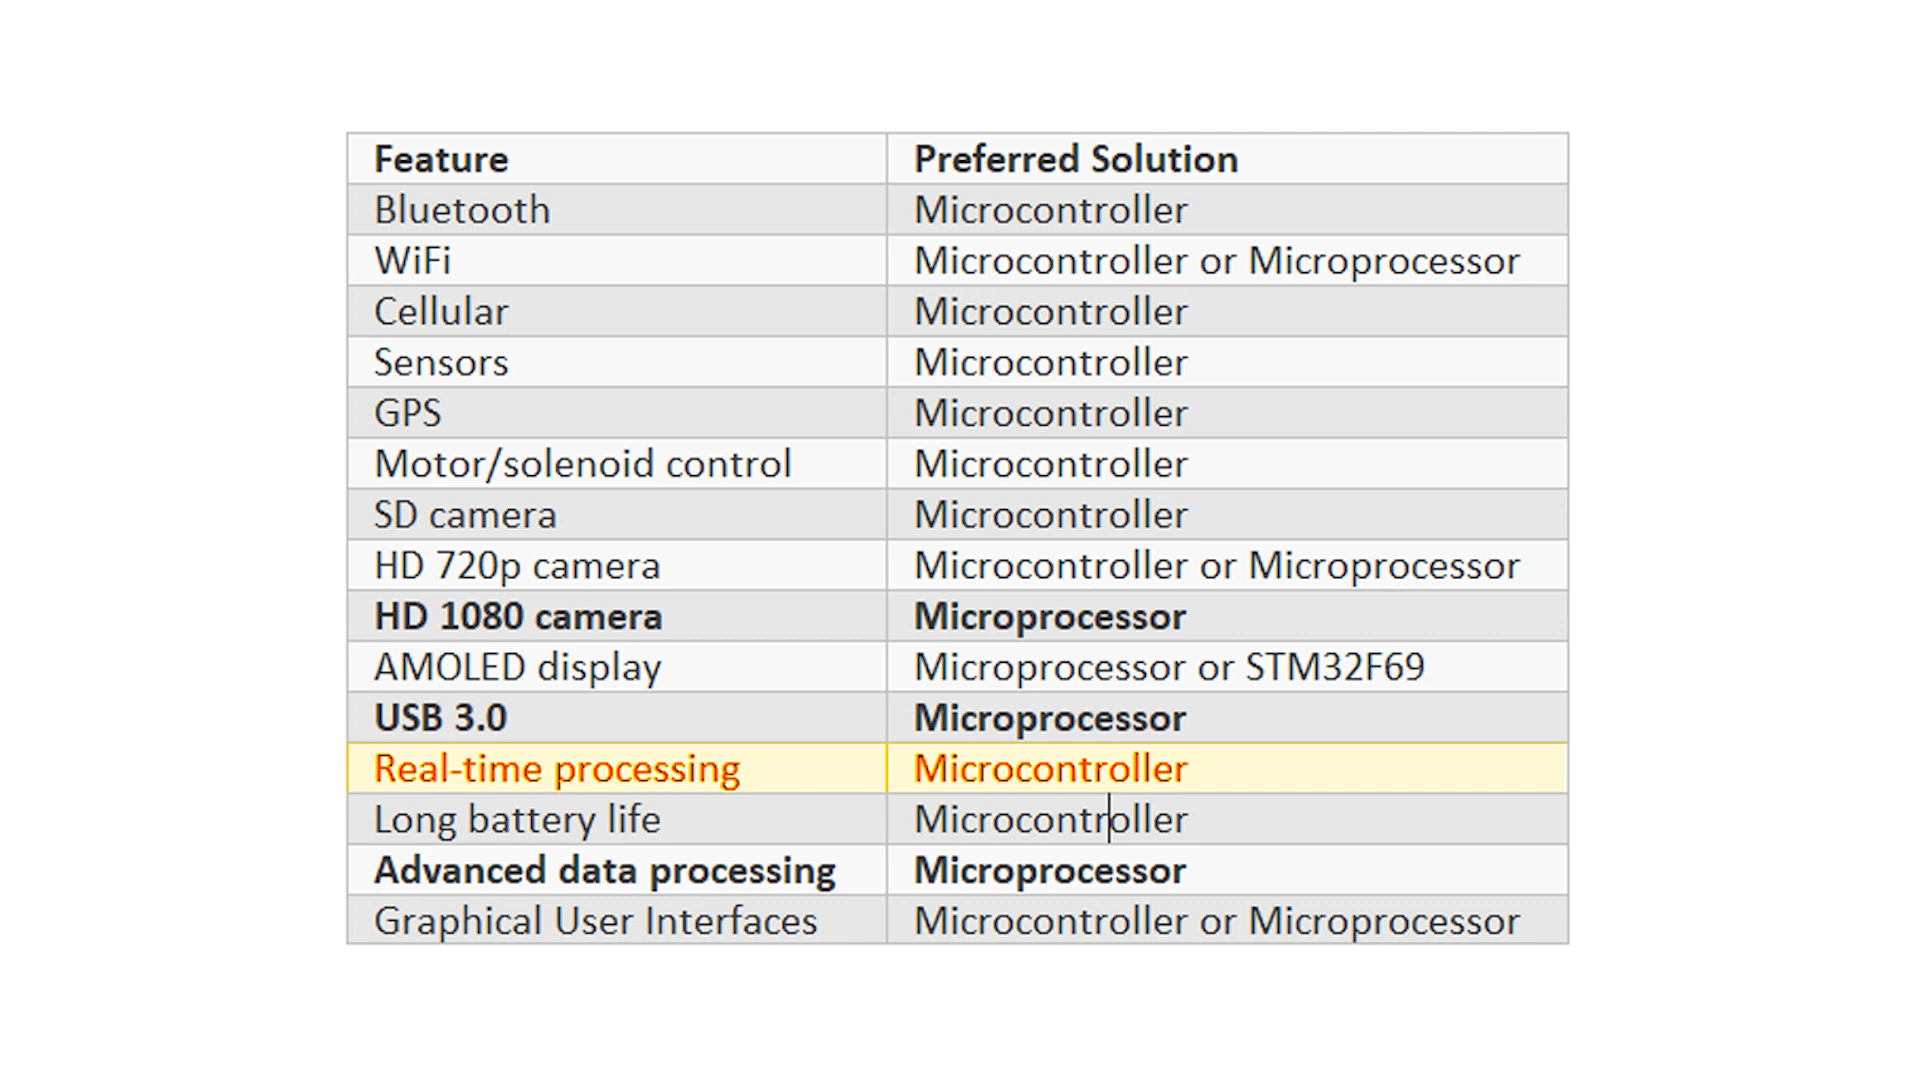 Feature Preferred Solution
Bluetooth Microcontroller
WiFi Microcontroller or Microprocessor
Cellular Microcontroller
Sensors Microcontroller
GPS Microcontroller
Motor/solenoid control Microcontroller
SD camera Microcontroller
HD 720p camera Microcontroller or Microprocessor
HD 1080 camera Microprocessor
AMOLED display Microprocessor or STM32F69
USB 3.0 Microprocessor
Real-time processing Microcontroller
Long battery life Microcontroller
Advanced data processing Microprocessor
Graphical User Interfaces Microcontroller or Microprocessor